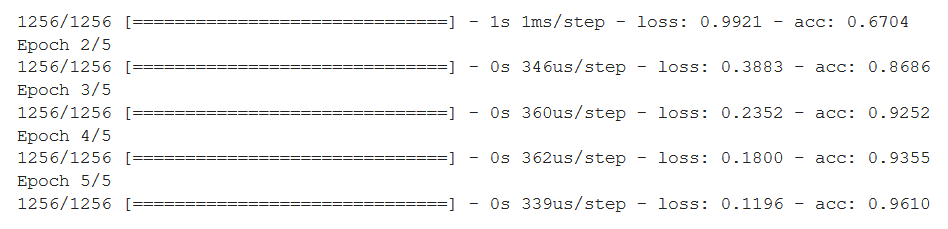 1256/1256 [==============================] - 1s 1ms/step - loss: 0.9921 - acc: 0.6704
Epoch 2/5
1256/1256 [==============================] - 0s 346us/step - loss: 0.3883 - acc: 0.8686
Epoch 3/5
1256/1256 [==============================] - 0s 360us/step - loss: 0.2352 - acc: 0.9252
Epoch 4/5
1256/1256 [==============================] - 0s 362us/step - loss: 0.1800 - acc: 0.9355
Epoch 5/5
1256/1256 [==============================] - 0s 339us/step - loss: 0.1196 - acc: 0.9610